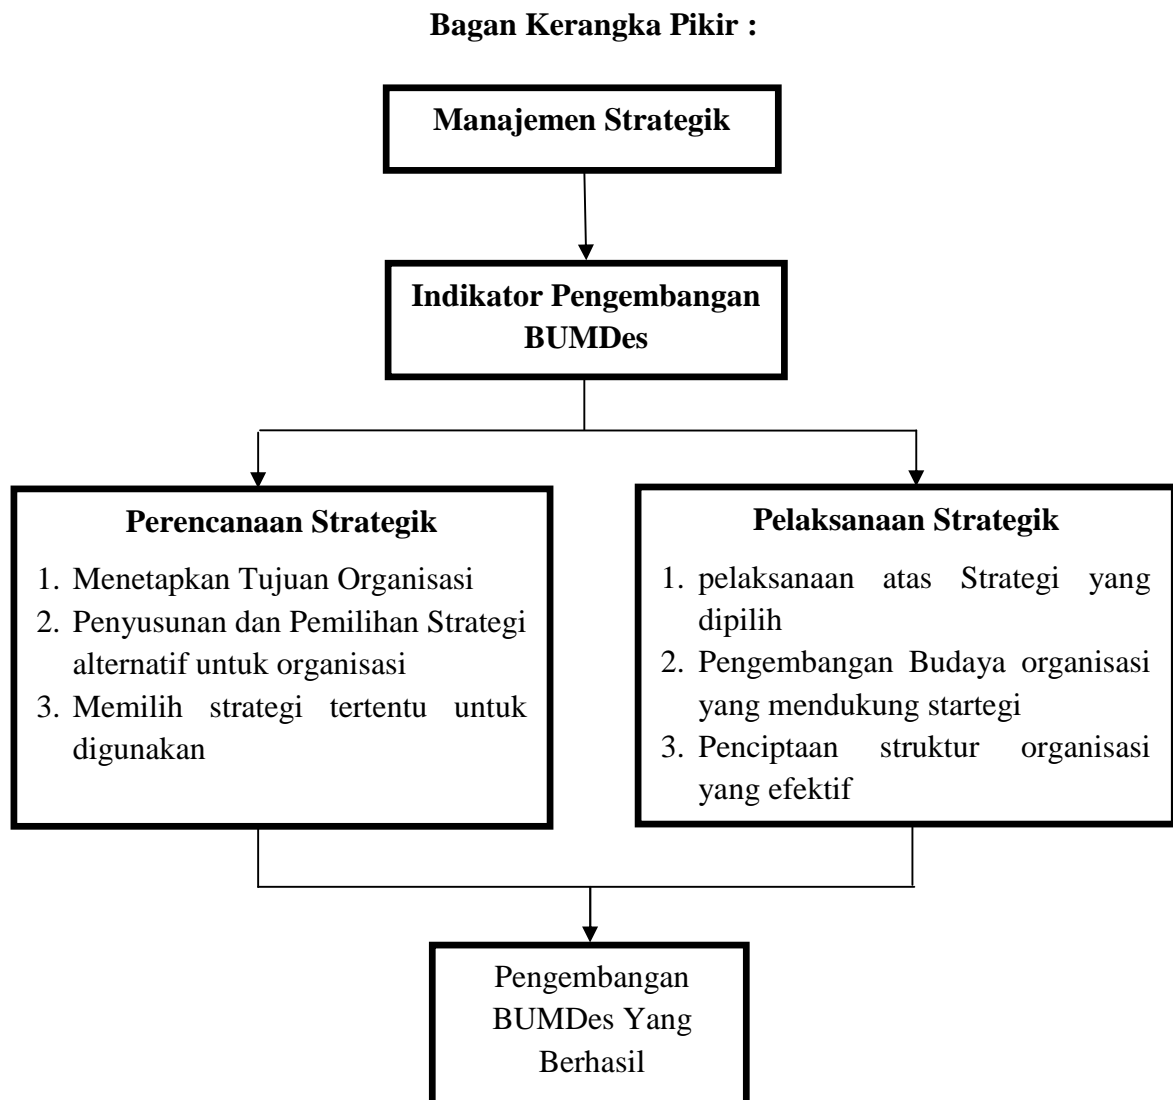 Bagan Kerangka Pikir :
Manajemen Strategik
Indikator Pengembangan
BUMDes
Perencanaan Strategik
1. Menetapkan Tujuan Organisasi
2. Penyusunan dan Pemilihan Strategi
alternatif untuk organisasi
3. Memilih strategi tertentu untuk
digunakan
Pelaksanaan Strategik
1. pelaksanaan atas Strategi yang
dipilih
2. Pengembangan Budaya organisasi
yang mendukung startegi
3. Penciptaan struktur organisasi
yang efektif
Pengembangan
BUMDes Yang
Berhasil